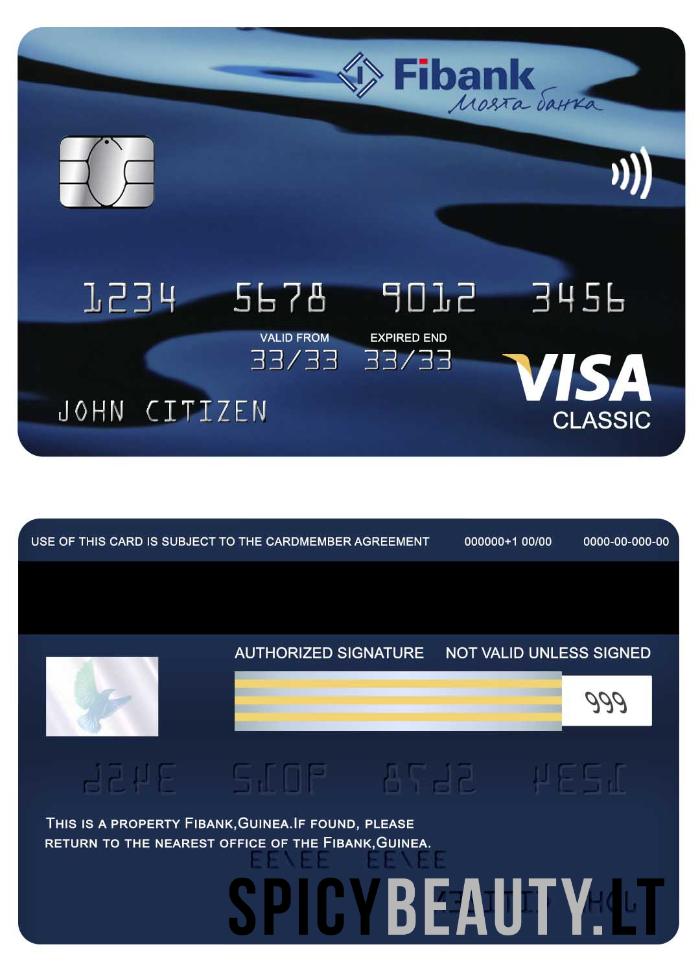 Fibank
Моята банка
1234 5678 9012 3456
VALID FROM EXPIRED END
33/33 33/33
VISA
JOHN CITIZEN
CLASSIC
USE OF THIS CARD IS SUBJECT TO THE CARDMEMBER AGREEMENT 000000+1 00/00 0000-00-000-00
AUTHORIZED SIGNATURE NOT VALID UNLESS SIGNED
999
THIS IS A PROPERTY FIBANK,GUINEA.IF FOUND, PLEASE
RETURN TO THE NEAREST OFFICE OF THE FIBANK,GUINEA.
SPICYBEAUTY.LT